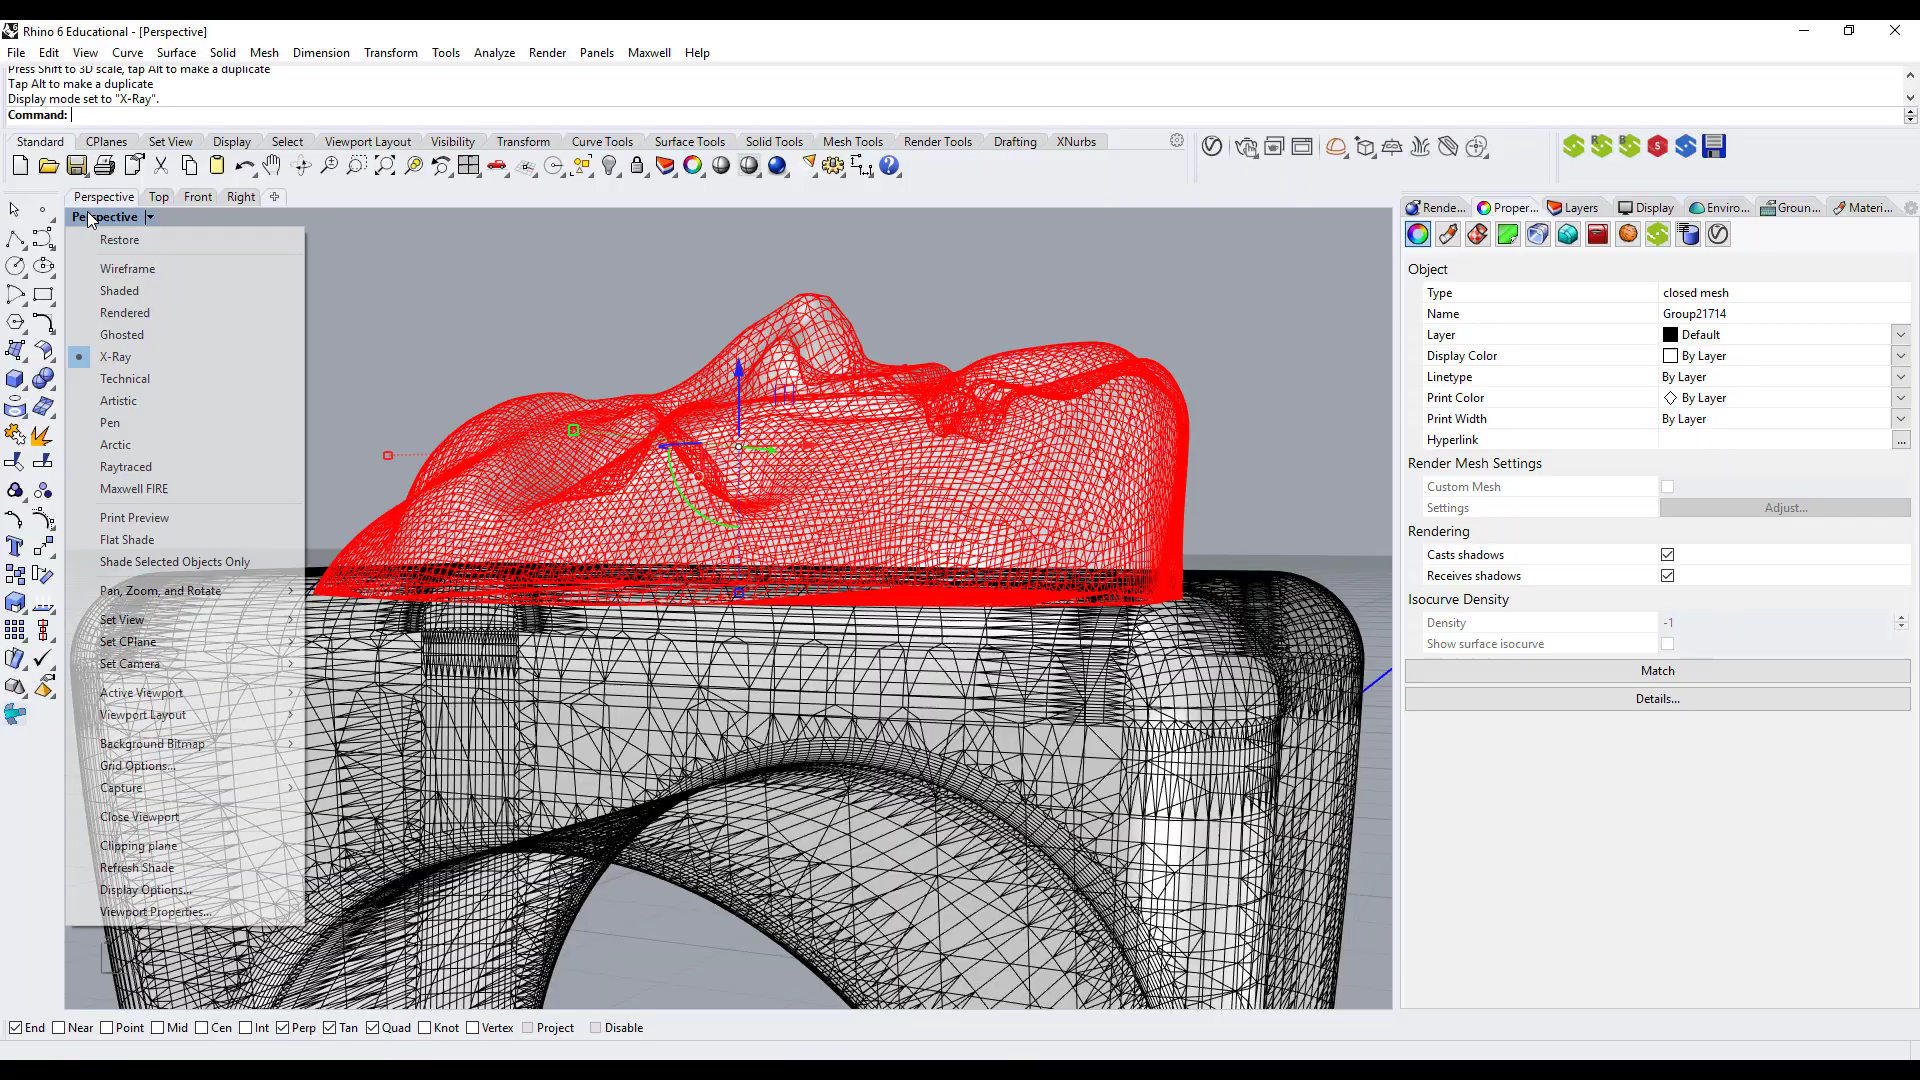 Rhino 6 Educational - [Perspective]
File Edit View Curve Surface Solid Mesh Dimension Transform Tools Analyze Render Panels Maxwell Help
Press Shift to 3D scale, tap Alt to make a duplicate
Tap Alt to make a duplicate
Display mode set to "X-Ray".
Command:
Standard CPlanes Set View Display Select Viewport Layout Visibility Transform Curve Tools Surface Tools Solid Tools Mesh Tools Render Tools Drafting XNurbs
Perspective Top Front Right
Perspective
Restore
Wireframe
Shaded
Rendered
Ghosted
X-Ray
Technical
Artistic
Pen
Arctic
Raytraced
Maxwell FIRE
Print Preview
Flat Shade
Shade Selected Objects Only
Pan, Zoom, and Rotate
Set View
Set CPlane
Set Camera
Active Viewport
Viewport Layout
Background Bitmap
Grid Options...
Capture
Close Viewport
Clipping plane
Refresh Shade
Display Options...
Viewport Properties...
Rende... Proper... Layers Display Enviro... Groun... Materi...
Object
Type closed mesh
Name Group21714
Layer Default
Display Color By Layer
Linetype By Layer
Print Color By Layer
Print Width By Layer
Hyperlink ...
Render Mesh Settings
Custom Mesh
Settings Adjust...
Rendering
Casts shadows
Receives shadows
Isocurve Density
Density -1
Show surface isocurve
Match
Details...
End Near Point Mid Cen Int Perp Tan Quad Knot Vertex Project Disable